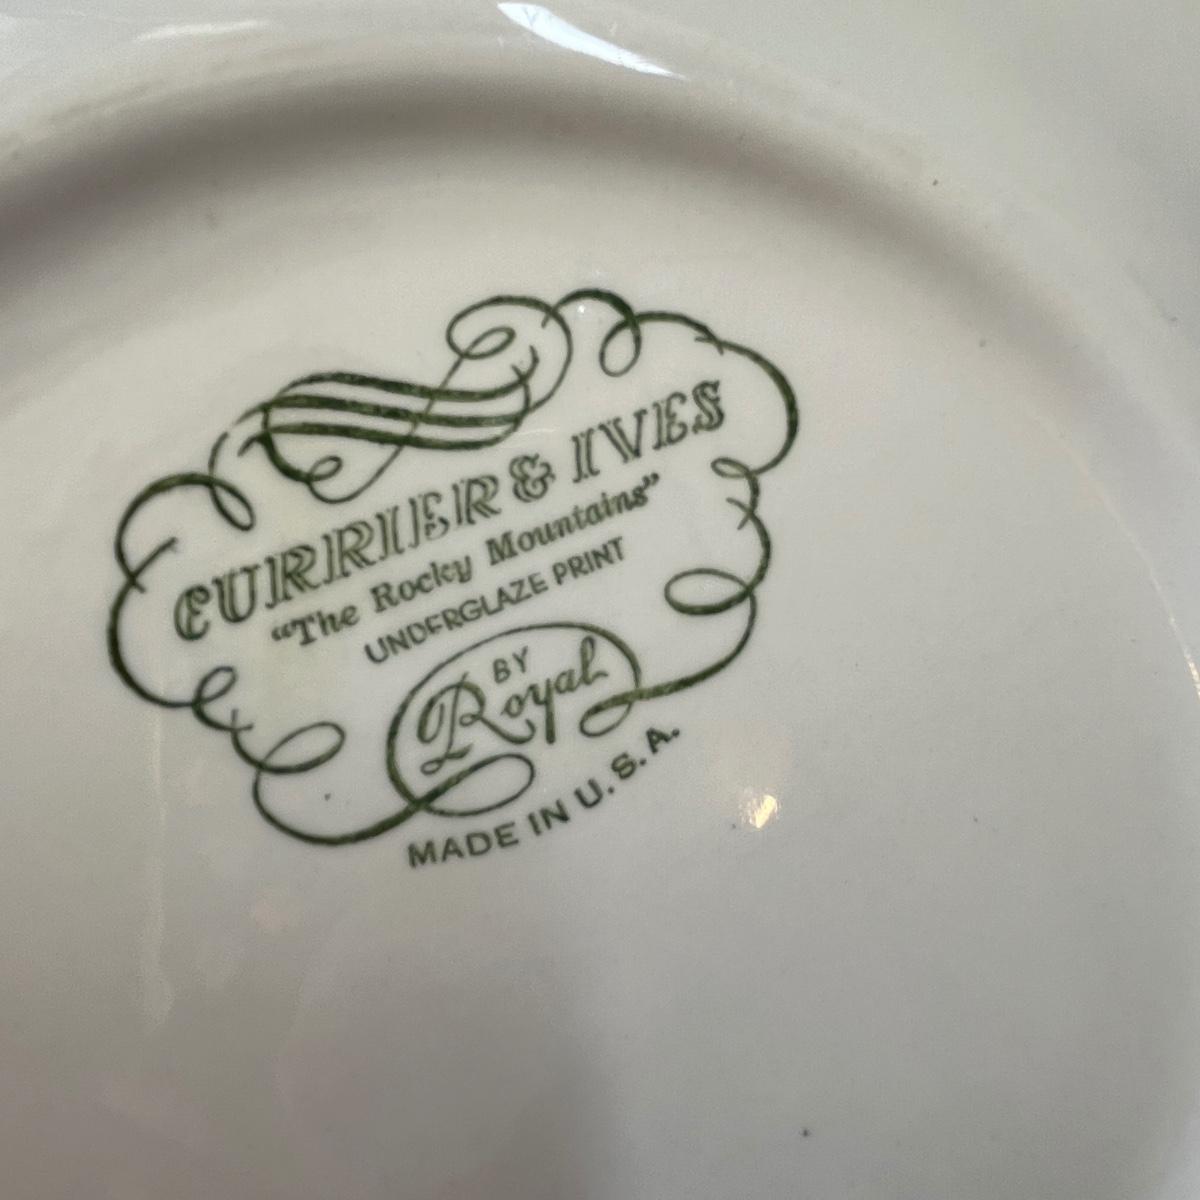 CURRIER & IVES
“The Rocky Mountains”
UNDERGLAZE PRINT
BY
Royal
MADE IN U. S. A.